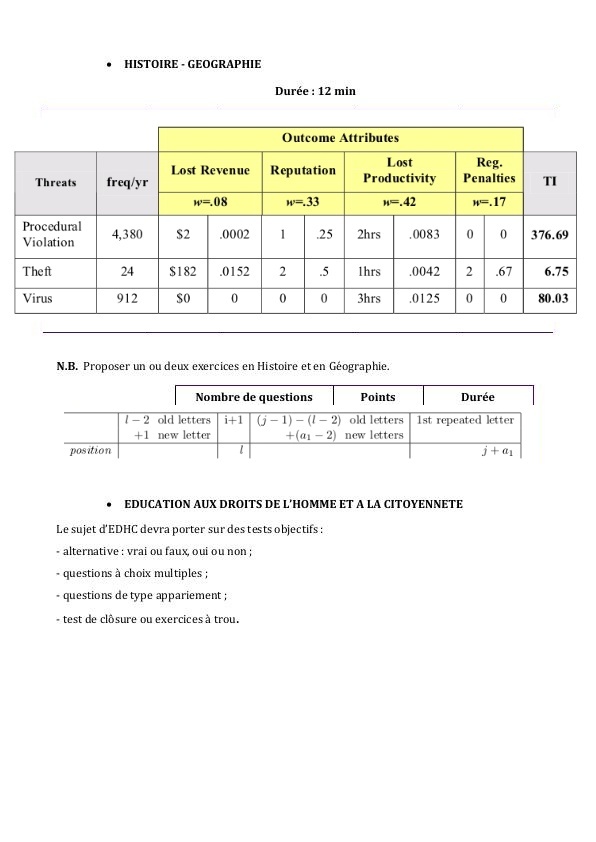 • HISTOIRE - GEOGRAPHIE
Durée : 12 min
Outcome Attributes
Threats freq/yr Lost Revenue Reputation Lost Productivity Reg. Penalties TI
w=.08 w=.33 w=.42 w=.17
Procedural Violation 4,380 $2 .0002 1 .25 2hrs .0083 0 0 376.69
Theft 24 $182 .0152 2 .5 1hrs .0042 2 .67 6.75
Virus 912 $0 0 0 0 3hrs .0125 0 0 80.03
N.B. Proposer un ou deux exercices en Histoire et en Géographie.
Nombre de questions Points Durée
l − 2 old letters i+1 (j − 1) − (l − 2) old letters 1st repeated letter
+1 new letter +(a₁ − 2) new letters
position l j + a₁
• EDUCATION AUX DROITS DE L'HOMME ET A LA CITOYENNETE
Le sujet d'EDHC devra porter sur des tests objectifs :
- alternative : vrai ou faux, oui ou non ;
- questions à choix multiples ;
- questions de type appariement ;
- test de clôsure ou exercices à trou.